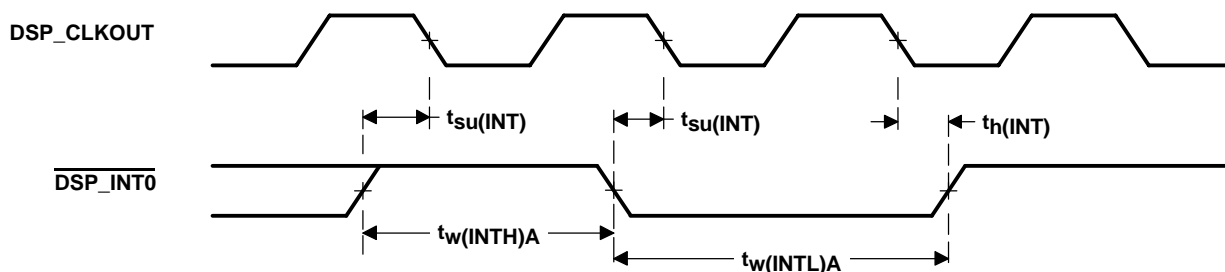 DSP_CLKOUT
tsu(INT) tsu(INT) th(INT)
DSP_INT0
tw(INTH)A
tw(INTL)A